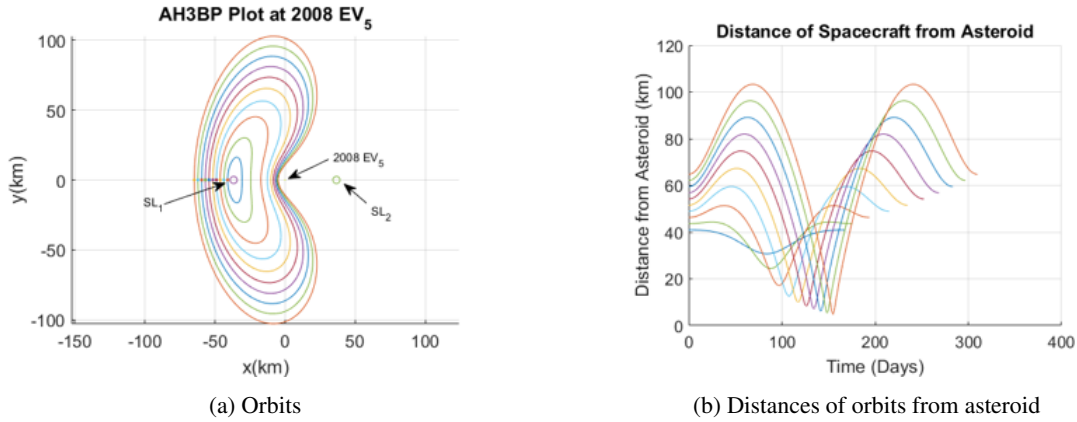 AH3BP Plot at 2008 EV5
100
50
0
-50
-100
y(km)
-150
-100
-50
0
50
100
x(km)
SL1
2008 EV5
SL2
(a) Orbits
Distance of Spacecraft from Asteroid
120
100
80
60
40
20
0
Distance from Asteroid (km)
0
100
200
300
400
Time (Days)
(b) Distances of orbits from asteroid